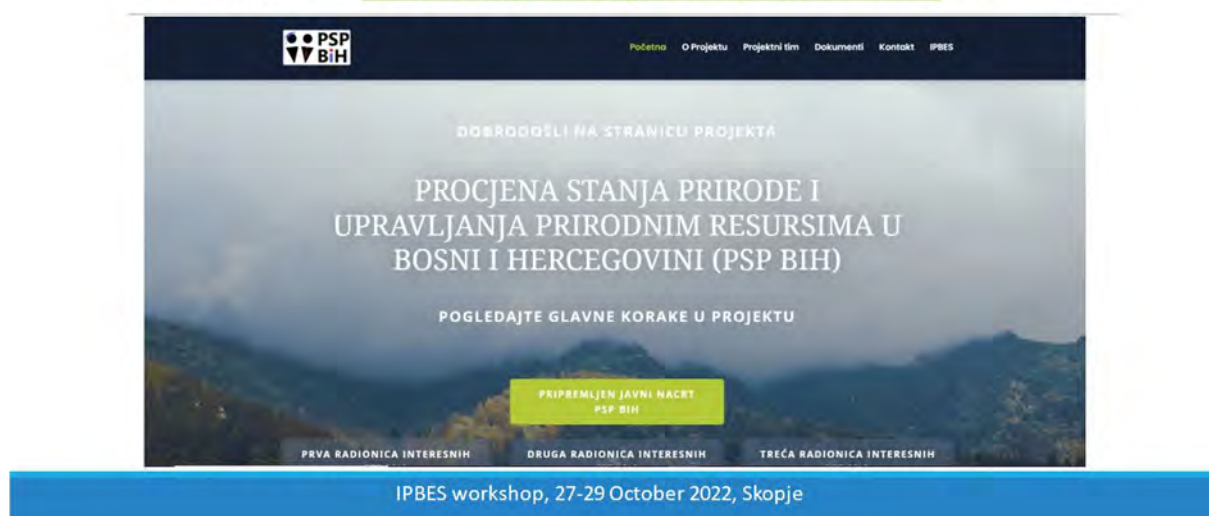 PSP
BiH
Početna O Projektu Projektni tim Dokumenti Kontakt IPBES
DOBRODOŠLI NA STRANICU PROJEKTA
PROCJENA STANJA PRIRODE I
UPRAVLJANJA PRIRODNIM RESURSIMA U
BOSNI I HERCEGOVINI (PSP BIH)
POGLEDAJTE GLAVNE KORAKE U PROJEKTU
PRIPREMLJEN JAVNI NACRT
PSP BIH
PRVA RADIONICA INTERESNIH
DRUGA RADIONICA INTERESNIH
TREĆA RADIONICA INTERESNIH
IPBES workshop, 27-29 October 2022, Skopje